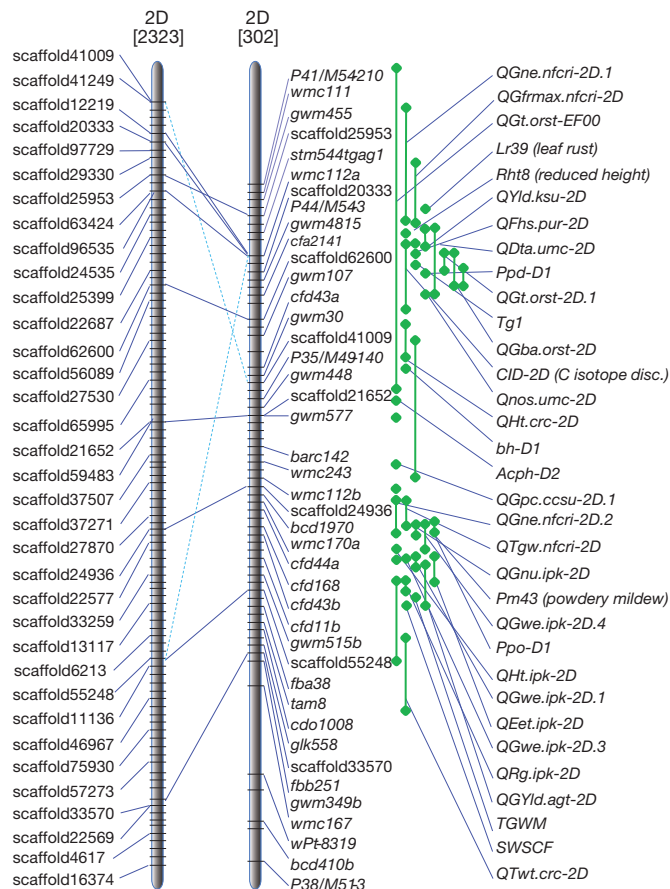 2D
[2323]
2D
[302]
scaffold41009
scaffold41249
scaffold12219
scaffold20333
scaffold97729
scaffold29330
scaffold25953
scaffold63424
scaffold96535
scaffold24535
scaffold25399
scaffold22687
scaffold62600
scaffold56089
scaffold27530
scaffold65995
scaffold21652
scaffold59483
scaffold37507
scaffold37271
scaffold27870
scaffold24936
scaffold22577
scaffold33259
scaffold13117
scaffold6213
scaffold55248
scaffold11136
scaffold46967
scaffold75930
scaffold57273
scaffold33570
scaffold22569
scaffold4617
scaffold16374
P41/M54210
wmc111
gwm455
scaffold25953
stm544tgag1
wmc112a
scaffold20333
P44/M543
gwm4815
cfa2141
scaffold62600
gwm107
cfd43a
gwm30
scaffold41009
P35/M49140
gwm448
scaffold21652
gwm577
barc142
wmc243
wmc112b
scaffold24936
bcd1970
wmc170a
cfd44a
cfd168
cfd43b
cfd11b
gwm515b
scaffold55248
fba38
tam8
cdo1008
glk558
scaffold33570
fbb251
gwm349b
wmc167
wPt-8319
bcd410b
P38/M513
QGne.nfcri-2D.1
QGfrmax.nfcri-2D
QGt.orst-EF00
Lr39 (leaf rust)
Rht8 (reduced height)
QYld.ksu-2D
QFhs.pur-2D
QDta.umc-2D
Ppd-D1
QGt.orst-2D.1
Tg1
QGba.orst-2D
CID-2D (C isotope disc.)
Qnos.umc-2D
QHt.crc-2D
bh-D1
Acph-D2
QGpc.ccsu-2D.1
QGne.nfcri-2D.2
QTgw.nfcri-2D
QGnu.ipk-2D
Pm43 (powdery mildew)
QGwe.ipk-2D.4
Ppo-D1
QHt.ipk-2D
QGwe.ipk-2D.1
QEet.ipk-2D
QGwe.ipk-2D.3
QRg.ipk-2D
QGYld.agt-2D
TGWM
SWSCF
QTwt.crc-2D